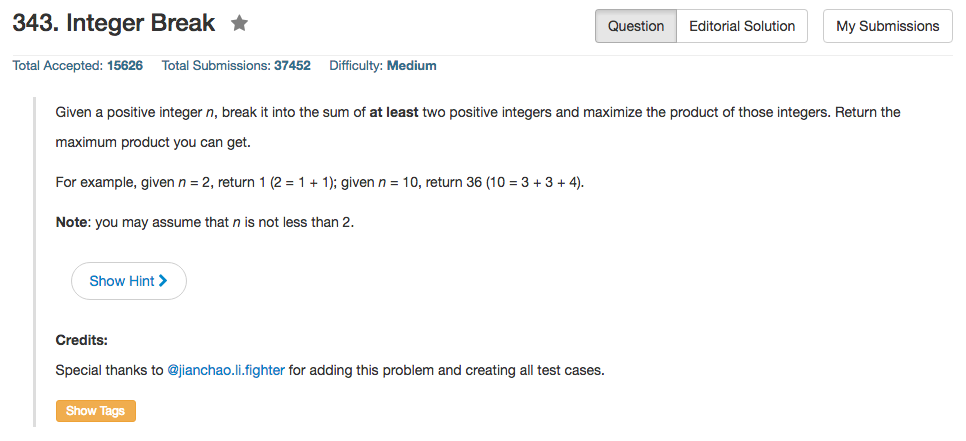 343. Integer Break
Question
Editorial Solution
My Submissions
Total Accepted: 15626 Total Submissions: 37452 Difficulty: Medium
Given a positive integer n, break it into the sum of at least two positive integers and maximize the product of those integers. Return the
maximum product you can get.
For example, given n = 2, return 1 (2 = 1 + 1); given n = 10, return 36 (10 = 3 + 3 + 4).
Note: you may assume that n is not less than 2.
Show Hint
Credits:
Special thanks to @jianchao.li.fighter for adding this problem and creating all test cases.
Show Tags